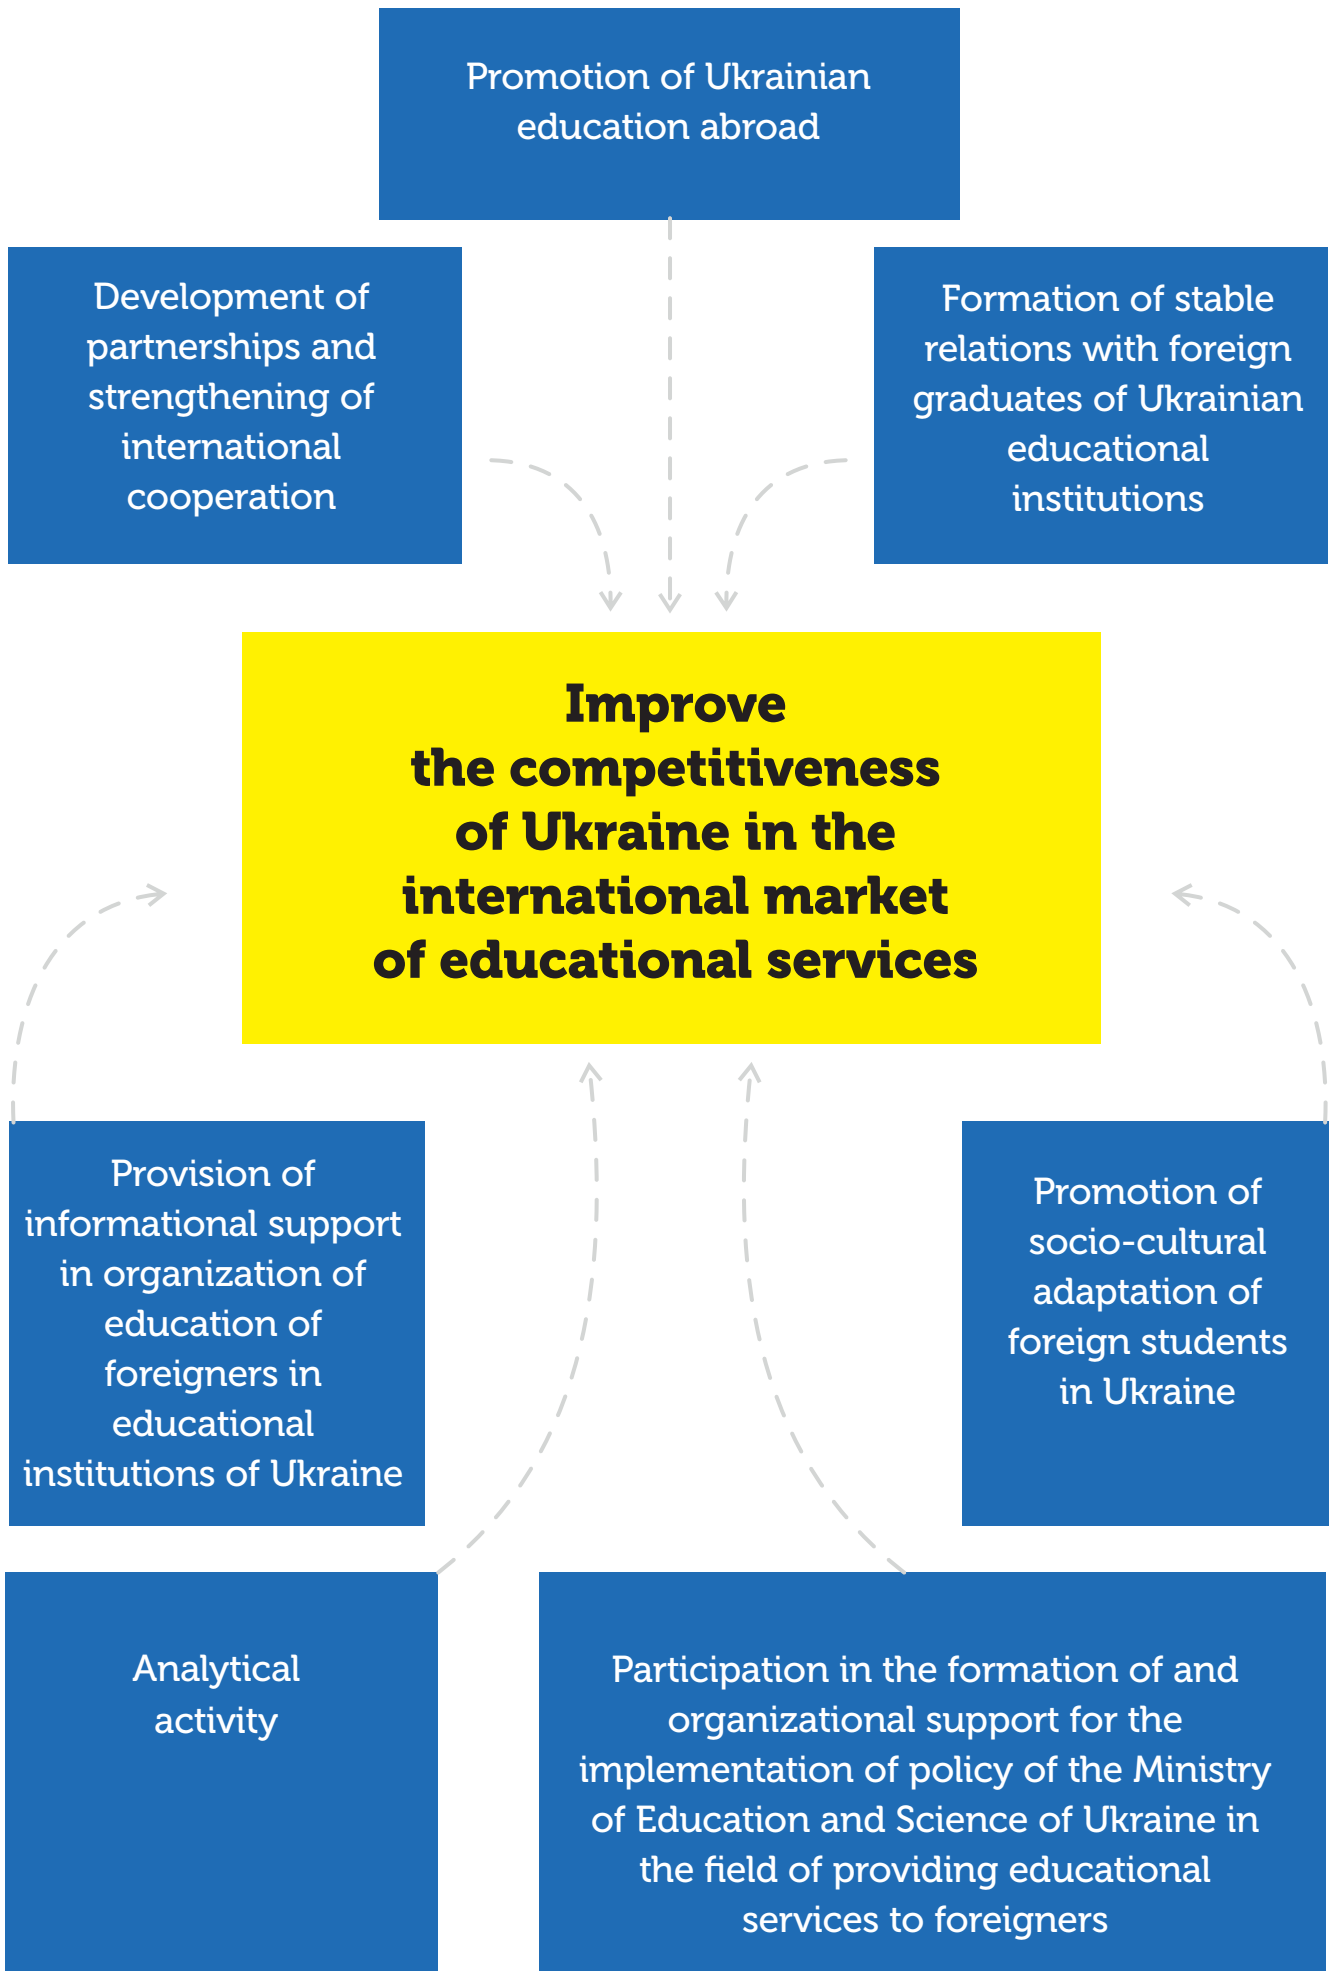 Promotion of Ukrainian
education abroad
Development of
partnerships and
strengthening of
international
cooperation
Formation of stable
relations with foreign
graduates of Ukrainian
educational
institutions
Improve
the competitiveness
of Ukraine in the
international market
of educational services
Provision of
informational support
in organization of
education of
foreigners in
educational
institutions of Ukraine
Promotion of
socio-cultural
adaptation of
foreign students
in Ukraine
Analytical
activity
Participation in the formation of and
organizational support for the
implementation of policy of the Ministry
of Education and Science of Ukraine in
the field of providing educational
services to foreigners